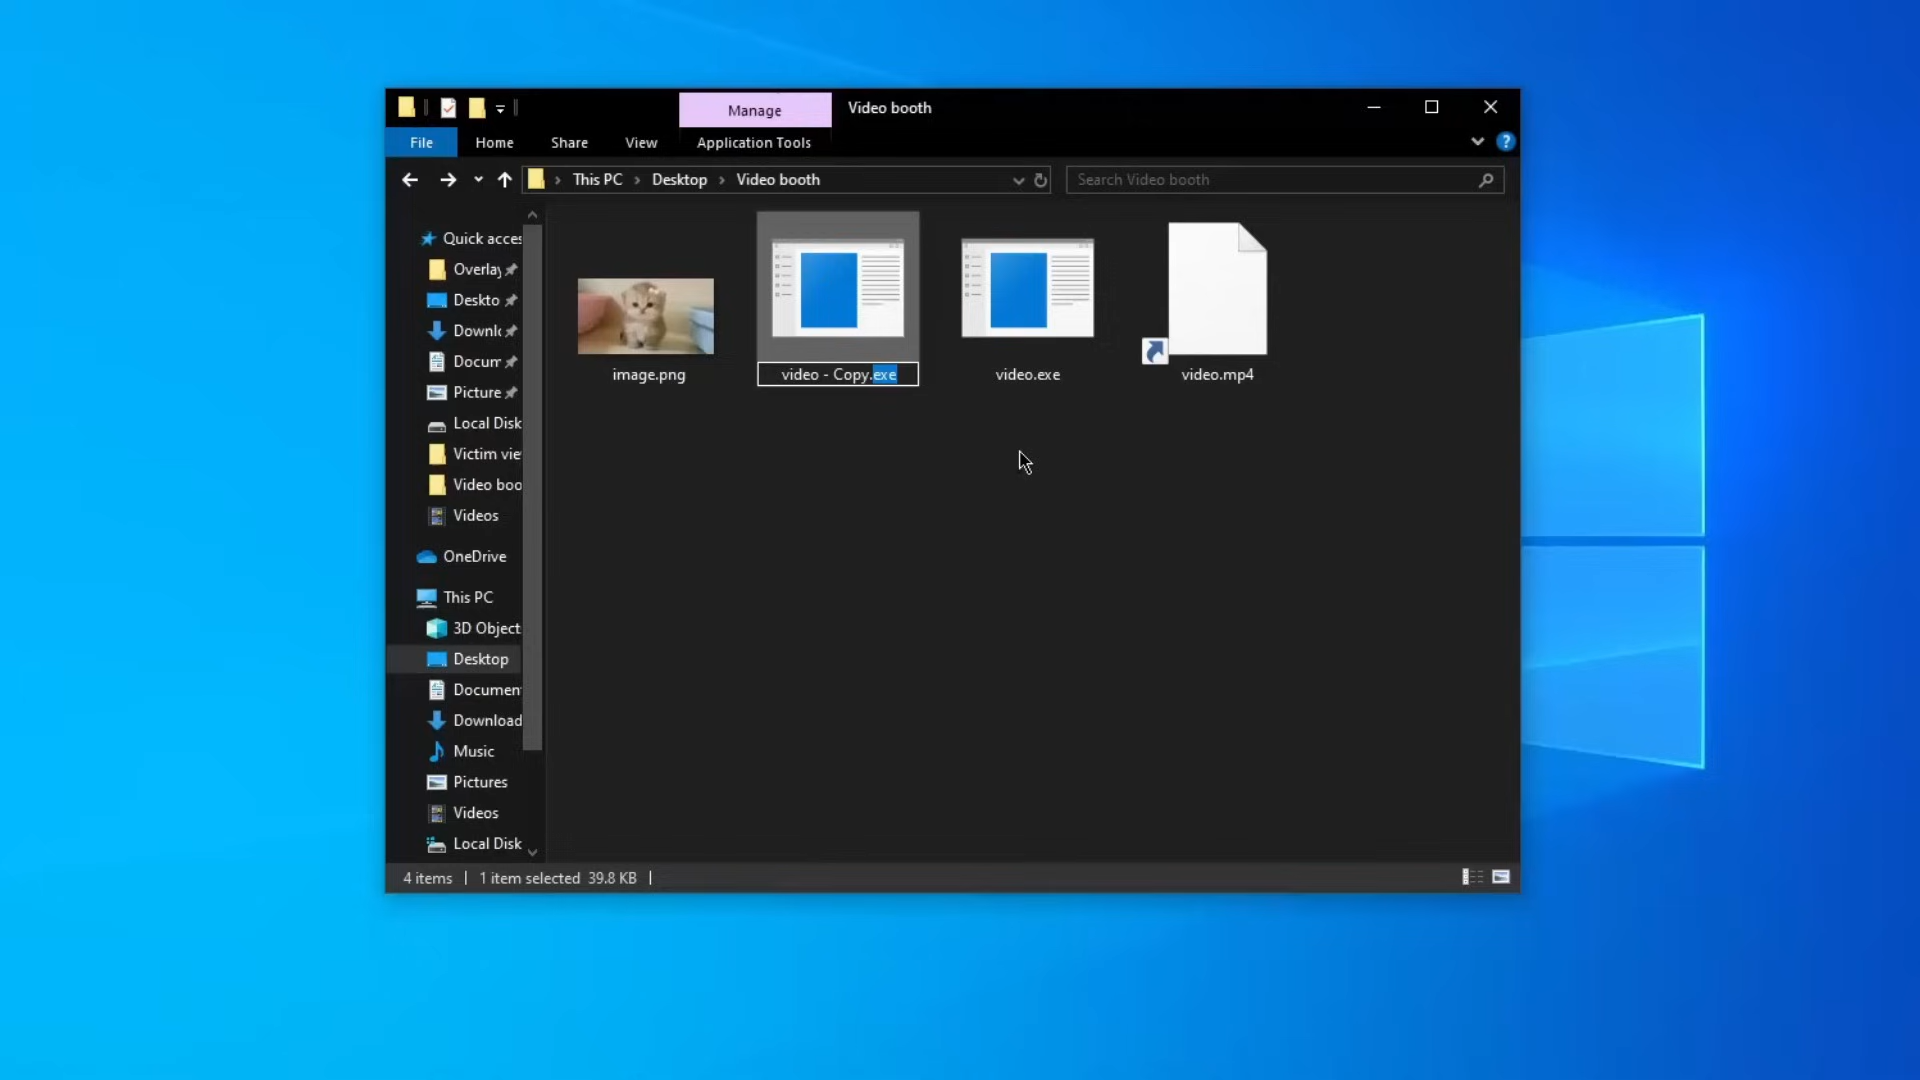 Manage
Video booth
File
Home
Share
View
Application Tools
This PC
Desktop
Video booth
Search Video booth
Quick acces
Overlay
Deskto
Downlo
Docum
Picture
Local Disk
Victim vie
Video boo
Videos
OneDrive
This PC
3D Object
Desktop
Documen
Download
Music
Pictures
Videos
Local Disk
image.png
video - Copy.exe
video.exe
video.mp4
4 items
1 item selected 39.8 KB